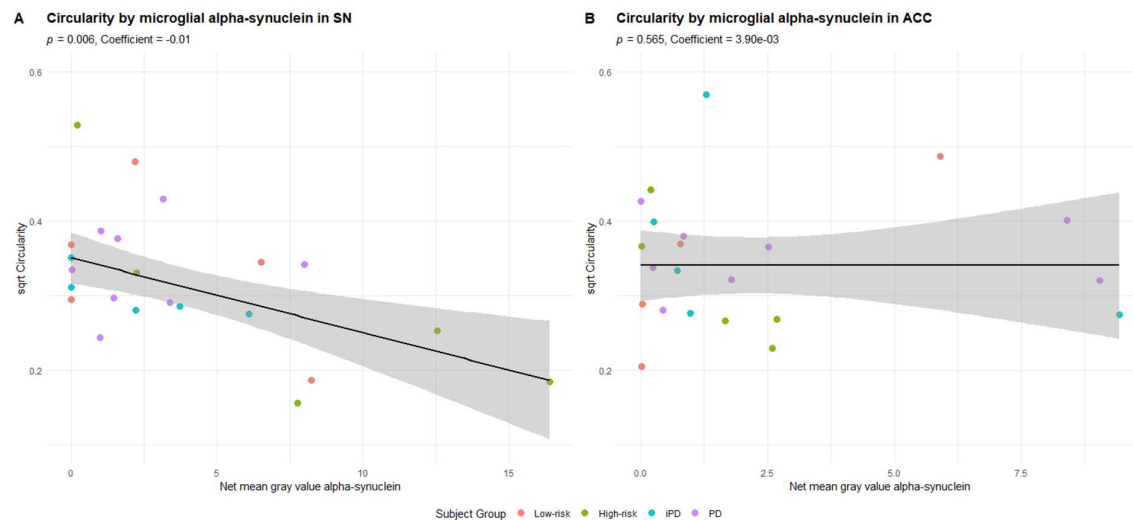 A Circularity by microglial alpha-synuclein in SN
p = 0.006, Coefficient = -0.01
0.6
0.4
0.2
sqrt Circularity
0 5 10 15
Net mean gray value alpha-synuclein
B Circularity by microglial alpha-synuclein in ACC
p = 0.565, Coefficient = 3.90e-03
0.6
0.4
0.2
sqrt Circularity
0.0 2.5 5.0 7.5
Net mean gray value alpha-synuclein
Subject Group Low-risk High-risk iPD PD